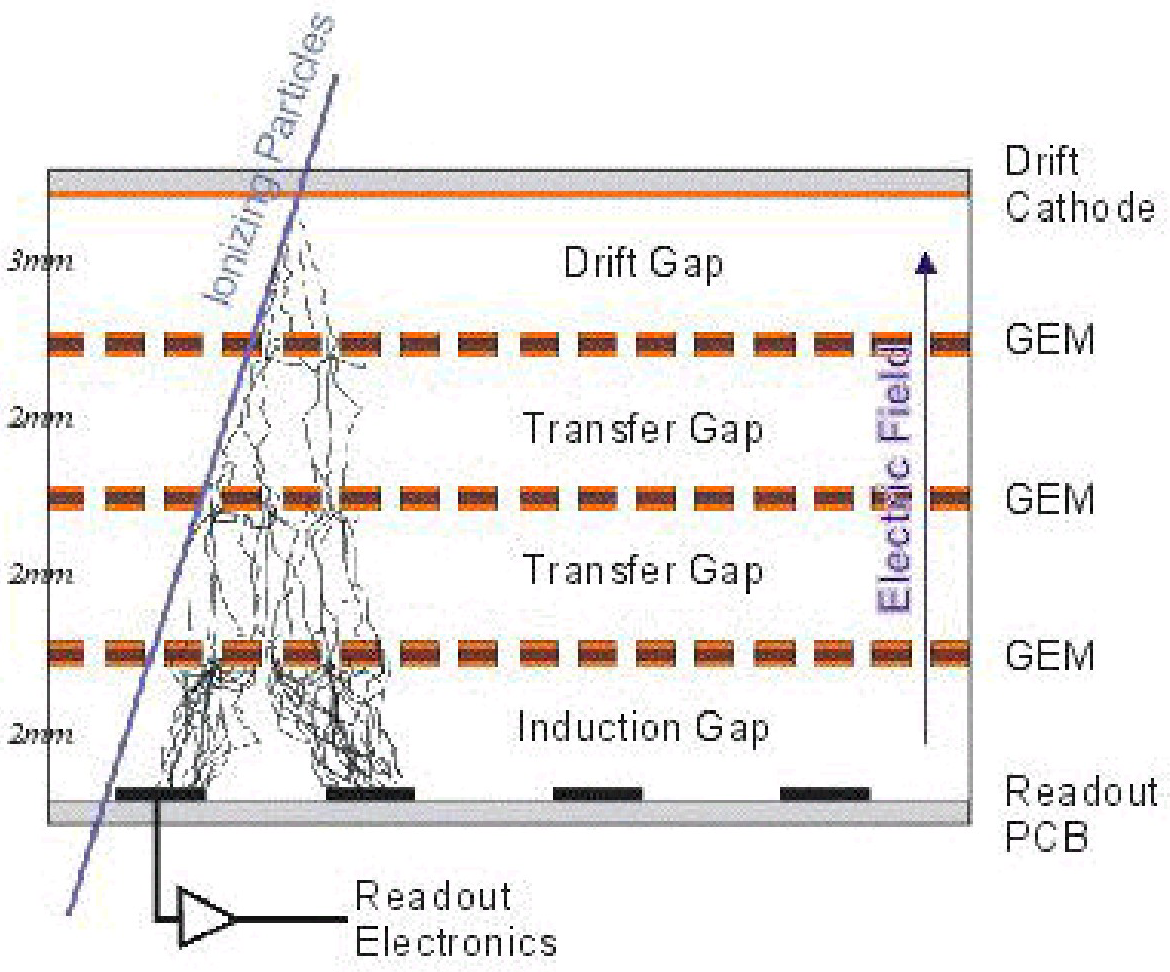 Ionizing Particles
Drift
Cathode
3mm
Drift Gap
GEM
2mm
Transfer Gap
Electric Field
GEM
2mm
Transfer Gap
GEM
2mm
Induction Gap
Readout
PCB
Readout
Electronics